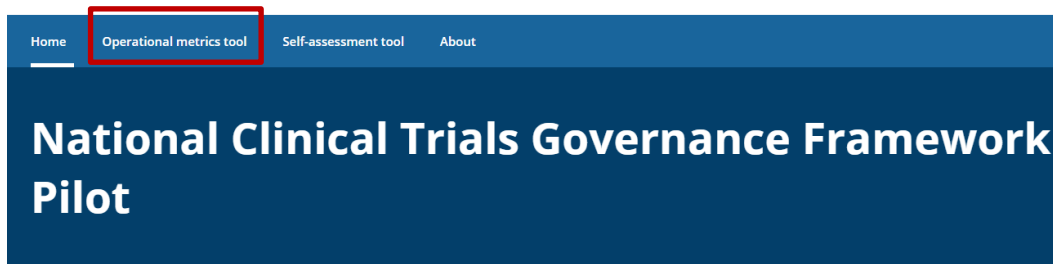 Home Operational metrics tool Self-assessment tool About
National Clinical Trials Governance Framework
Pilot